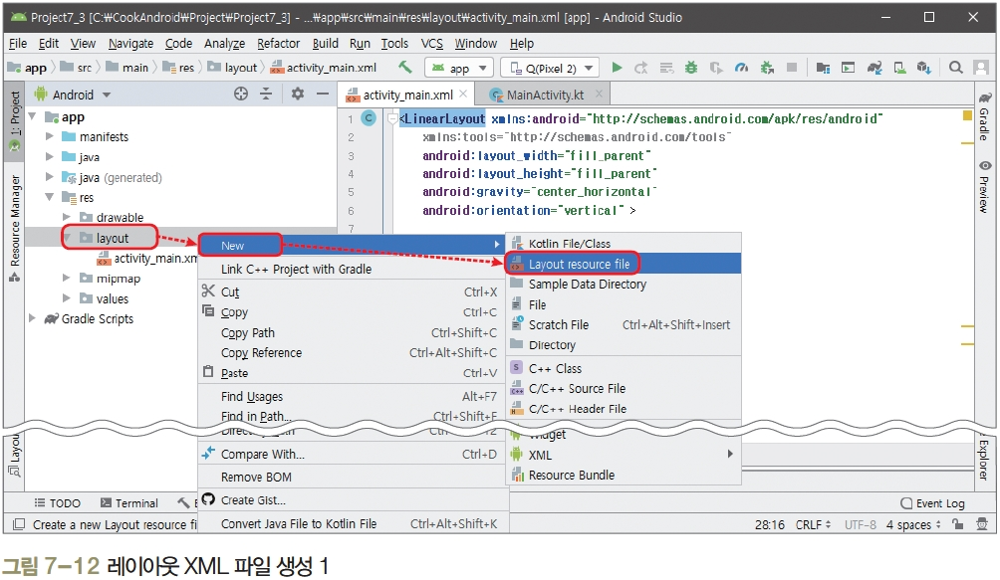 Project7_3 [C:₩CookAndroid₩Project₩Project7_3] - ...₩app₩src₩main₩res₩layout₩activity_main.xml [app] - Android Studio
File Edit View Navigate Code Analyze Refactor Build Run Tools VCS Window Help
app src main res layout activity_main.xml app Q(Pixel 2)
1: Project
Resource Manager
Android
app
manifests
java
java (generated)
res
drawable
layout
mipmap
values
Gradle Scripts
activity_main.xml MainActivity.kt
1 <LinearLayout xmlns:android="http://schemas.android.com/apk/res/android"
2 xmlns:tools="http://schemas.android.com/tools"
3 android:layout_width="fill_parent"
4 android:layout_height="fill_parent"
5 android:gravity="center_horizontal"
6 android:orientation="vertical" >
7
Gradle
Preview
New
Link C++ Project with Gradle
Cut Ctrl+X
Copy Ctrl+C
Copy Path Ctrl+Shift+C
Copy Reference Ctrl+Alt+Shift+C
Paste Ctrl+V
Find Usages Alt+F7
Find in Path... Ctrl+Shift+F
Compare With... Ctrl+D
Remove BOM
Create Gist...
Convert Java File to Kotlin File Ctrl+Alt+Shift+K
Kotlin File/Class
Layout resource file
Sample Data Directory
File
Scratch File Ctrl+Alt+Shift+Insert
Directory
C++ Class
C/C++ Source File
C/C++ Header File
Widget
XML
Resource Bundle
TODO Terminal Event Log
Create a new Layout resource fi 28:16 CRLF UTF-8 4 spaces
그림 7-12 레이아웃 XML 파일 생성 1